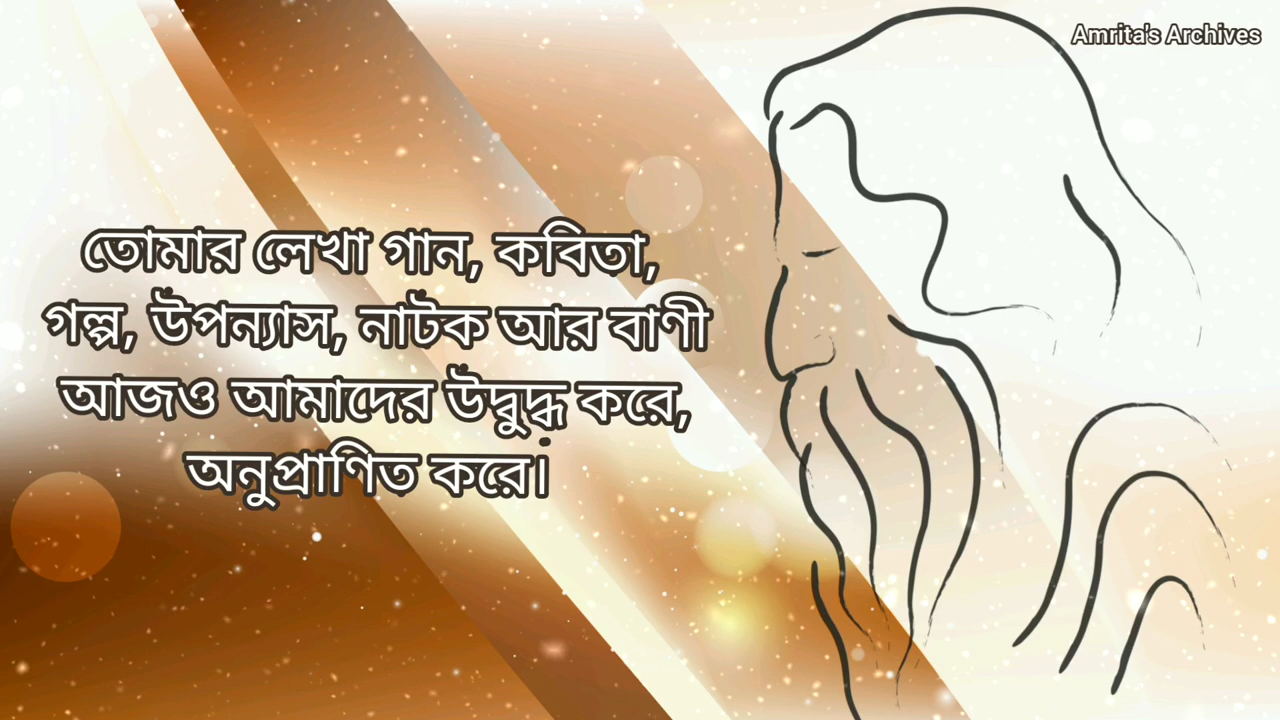 Amrita's Archives
তোমার লেখা গান, কবিতা,
গল্প, উপন্যাস, নাটক আর বাণী
আজও আমাদের উদ্বুদ্ধ করে,
অনুপ্রাণিত করে।